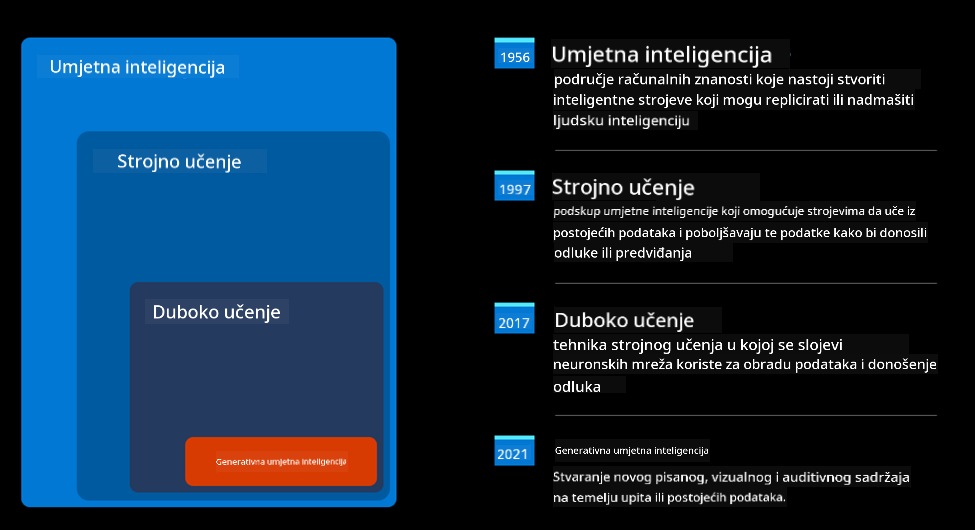 Umjetna inteligencija
Strojno učenje
Duboko učenje
Generativna umjetna inteligencija
1956
Umjetna inteligencija
područje računalnih znanosti koje nastoji stvoriti
inteligentne strojeve koji mogu replicirati ili nadmašiti
ljudsku inteligenciju
1997
Strojno učenje
podskup umjetne inteligencije koji omogućuje strojevima da uče iz
postojećih podataka i poboljšavaju te podatke kako bi donosili
odluke ili predviđanja
2017
Duboko učenje
tehnika strojnog učenja u kojoj se slojevi
neuronskih mreža koriste za obradu podataka i donošenje
odluka
2021
Generativna umjetna inteligencija
Stvaranje novog pisanog, vizualnog i auditivnog sadržaja
na temelju upita ili postojećih podataka.